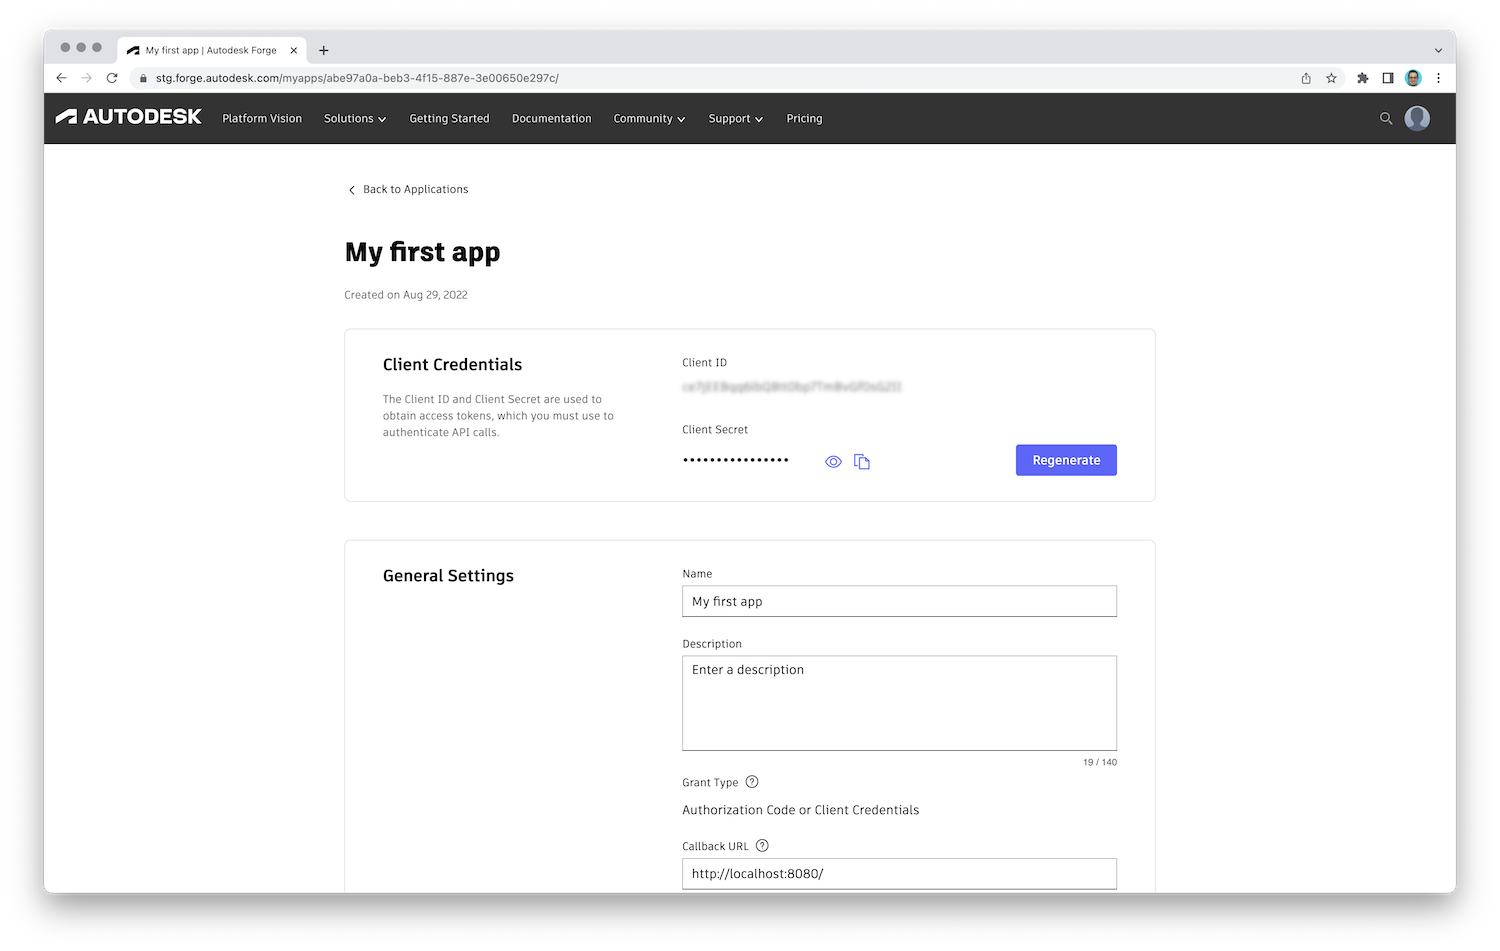 My first app | Autodesk Forge
stg.forge.autodesk.com/myapps/abe97a0a-beb3-4f15-887e-3e00650e297c/
AUTODESK
Platform Vision
Solutions
Getting Started
Documentation
Community
Support
Pricing
Back to Applications
My first app
Created on Aug 29, 2022
Client Credentials
The Client ID and Client Secret are used to
obtain access tokens, which you must use to
authenticate API calls.
Client ID
Client Secret
Regenerate
General Settings
Name
My first app
Description
Enter a description
19 / 140
Grant Type
Authorization Code or Client Credentials
Callback URL
http://localhost:8080/